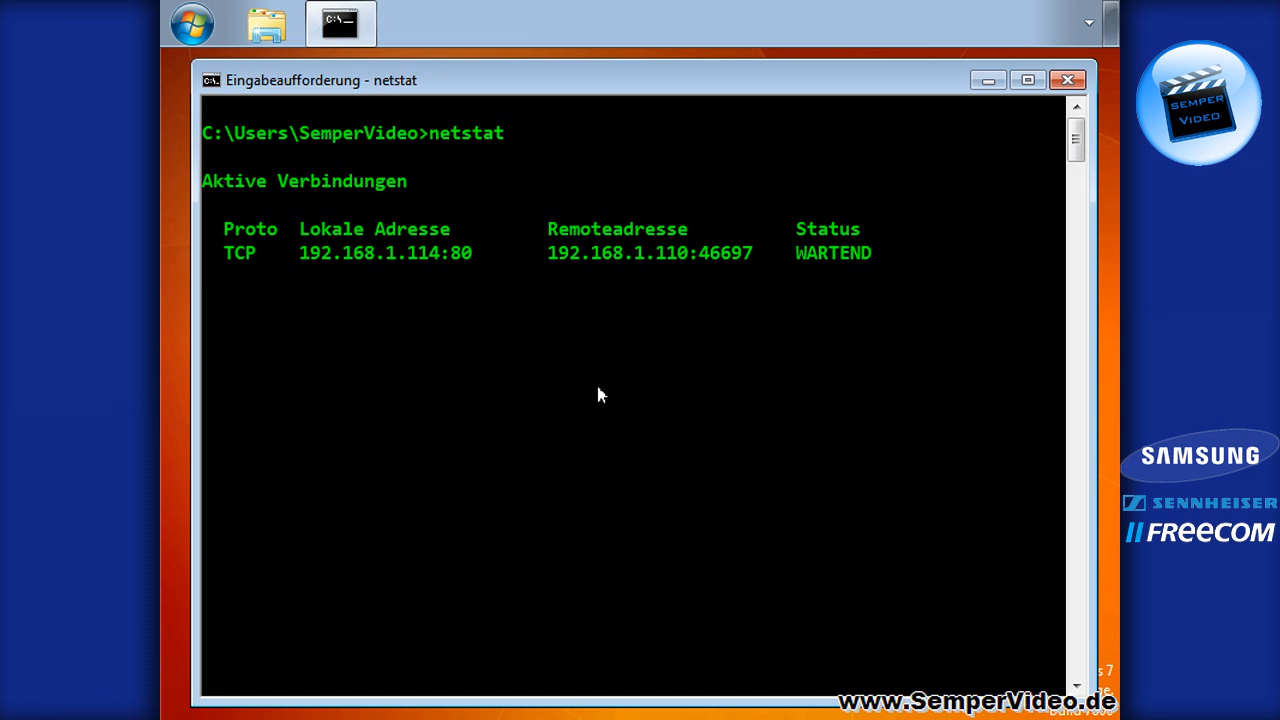 C:\_
SEMPER
VIDEO
Eingabeaufforderung - netstat
C:\Users\SemperVideo>netstat
Aktive Verbindungen
Proto Lokale Adresse Remoteadresse Status
TCP 192.168.1.114:80 192.168.1.110:46697 WARTEND
SAMSUNG
SENNHEISER
FREECOM
s 7
www.SemperVideo.de